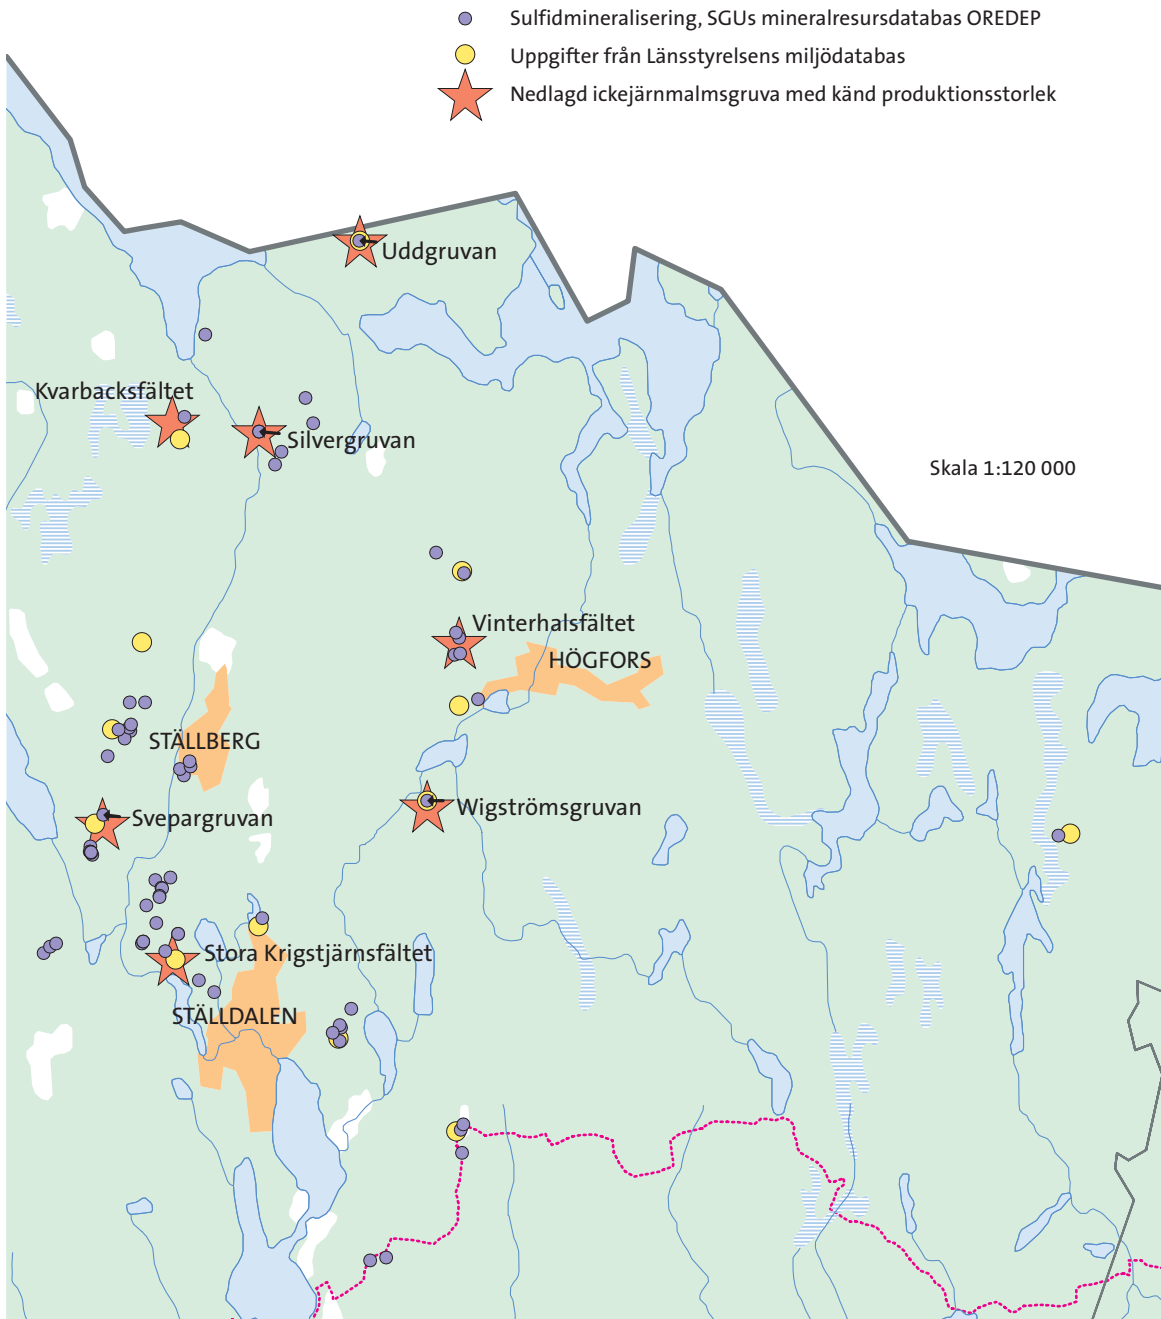 Sulfidmineralisering, SGUs mineralresursdatabas OREDEP
Uppgifter från Länsstyrelsens miljödatabas
Nedlagd ickejärnmalmsgruva med känd produktionsstorlek
Uddgruvan
Kvarbacksfältet
Silvergruvan
Skala 1:120 000
Vinterhalsfältet
HÖGFORS
STÄLLBERG
Wigströmsgruvan
Svepargruvan
Stora Krigstjärnsfältet
STÄLLDALEN